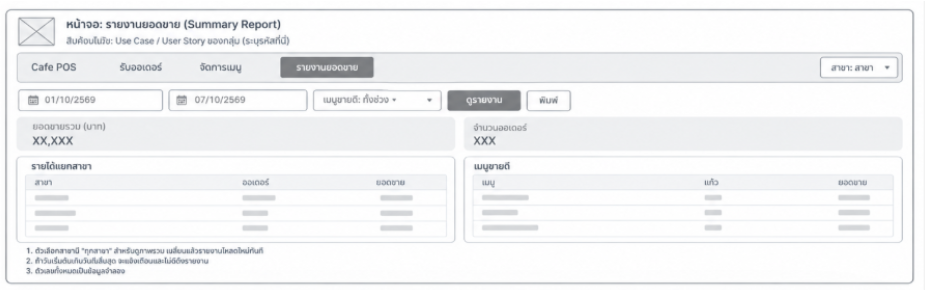 หน้าจอ: รายงานยอดขาย (Summary Report)
สืบค้อนไปยัง: Use Case / User Story ของกลุ่ม (ระบุรหัสที่นี่)
Cafe POS รับออเดอร์ จัดการเมนู รายงานยอดขาย สาขา: สาขา
01/10/2569 07/10/2569 เมนูขายดี: ทั้งช่วง ดูรายงาน พิมพ์
ยอดขายรวม (บาท) จำนวนออเดอร์
XX,XXX XXX
รายได้แยกสาขา เมนูขายดี
สาขา ออเดอร์ ยอดขาย เมนู แก้ว ยอดขาย
1. ตัวเลือกสาขามี "ทุกสาขา" สำหรับดูภาพรวม เปลี่ยนแล้วรายงานโหลดใหม่ทันที
2. ถ้าวันเริ่มต้นเกินวันที่สิ้นสุด จะแจ้งเตือนและไม่ดึงรายงาน
3. ตัวเลขทั้งหมดเป็นข้อมูลจำลอง